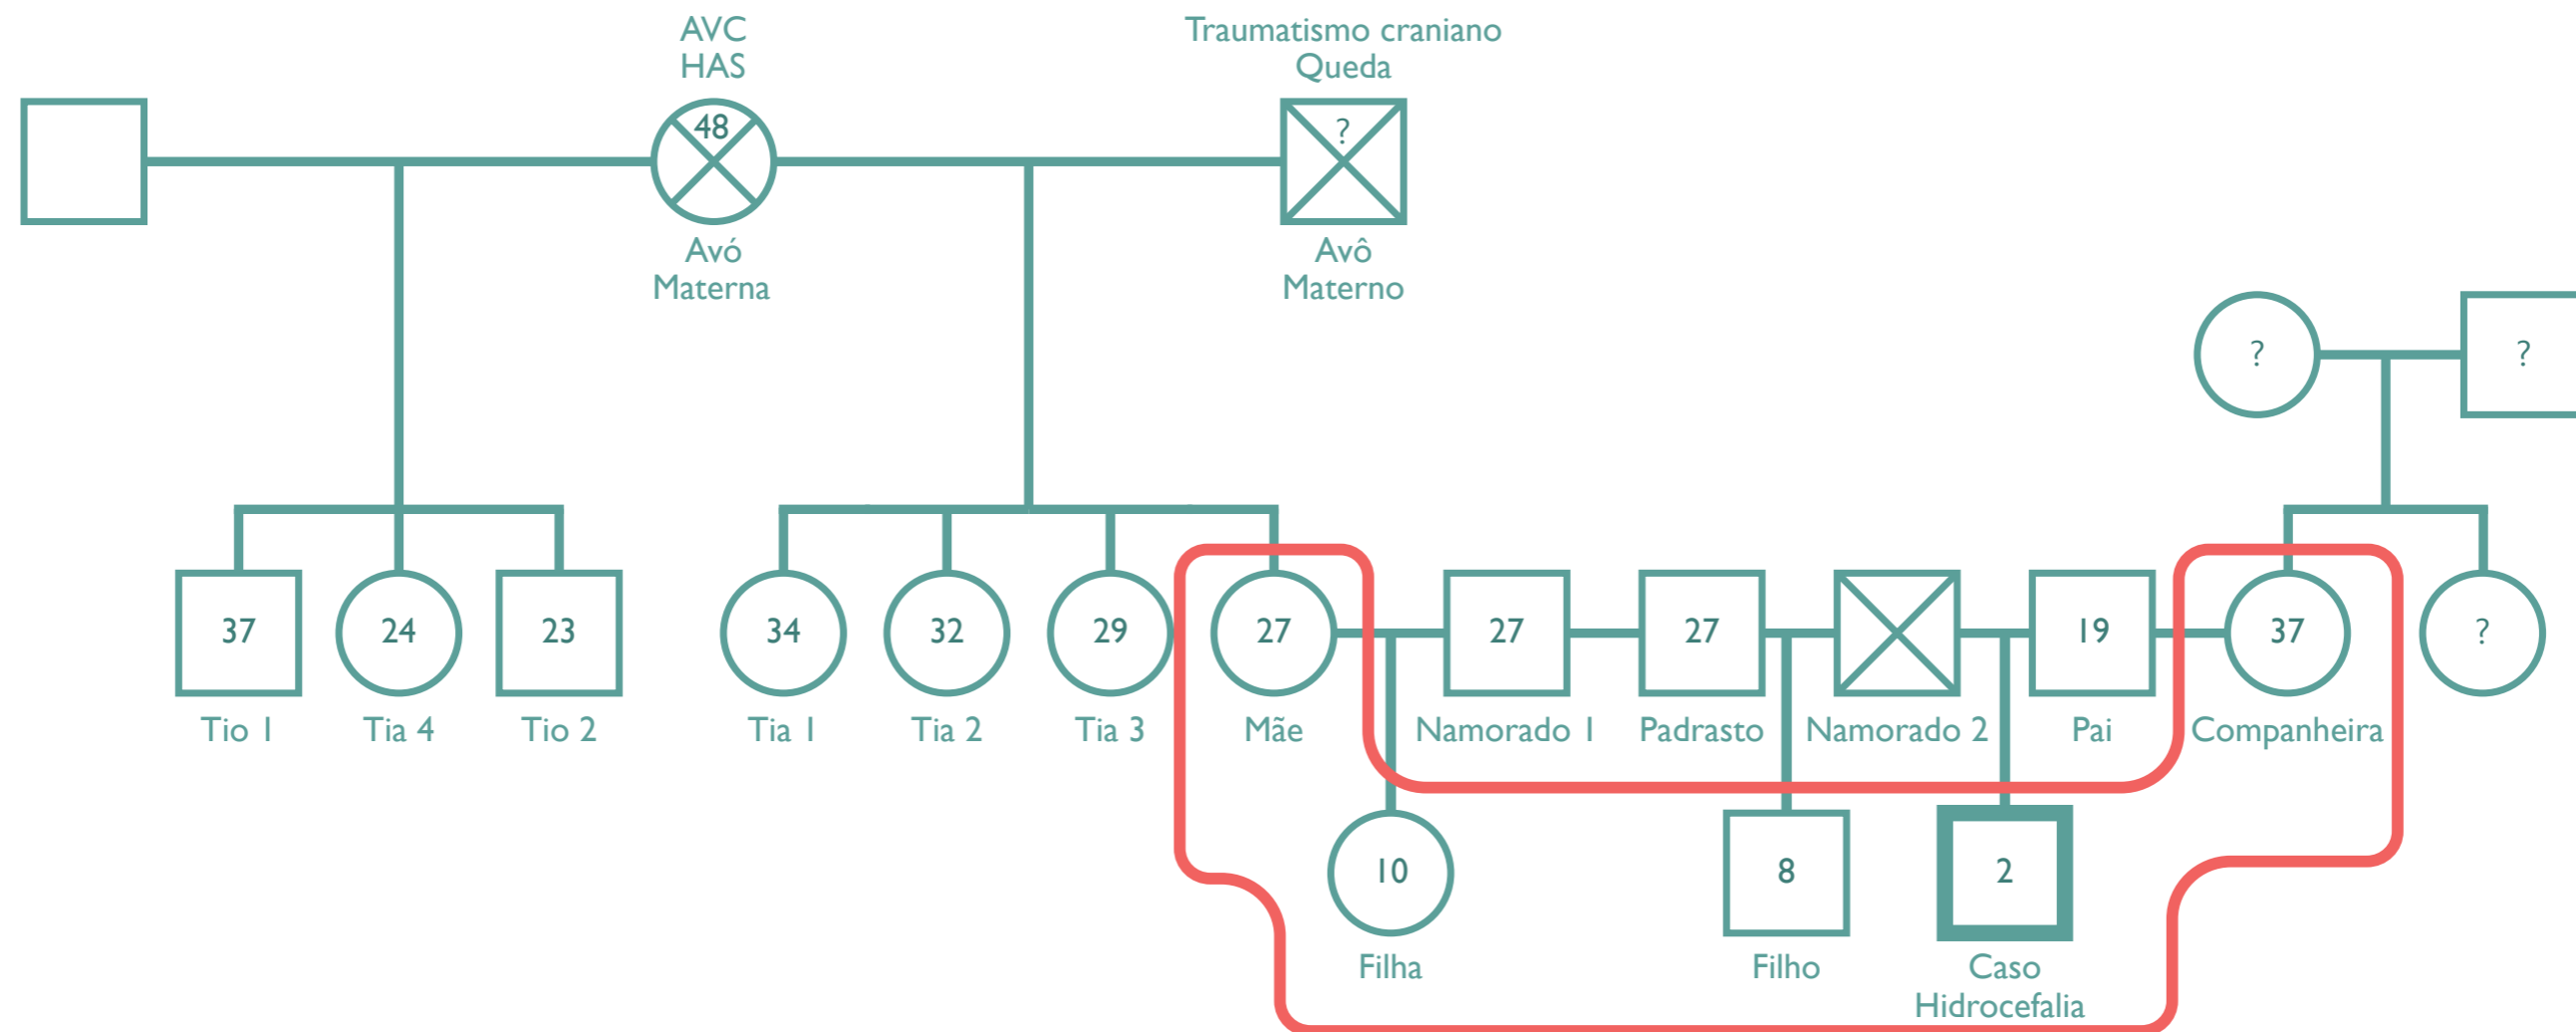 AVC
HAS
Traumatismo craniano
Queda
48
?
Avó
Materna
Avô
Materno
?
?
37
24
23
34
32
29
27
27
27
19
37
?
Tio 1
Tia 4
Tio 2
Tia 1
Tia 2
Tia 3
Mãe
Namorado 1
Padrasto
Namorado 2
Pai
Companheira
10
8
2
Filha
Filho
Caso
Hidrocefalia